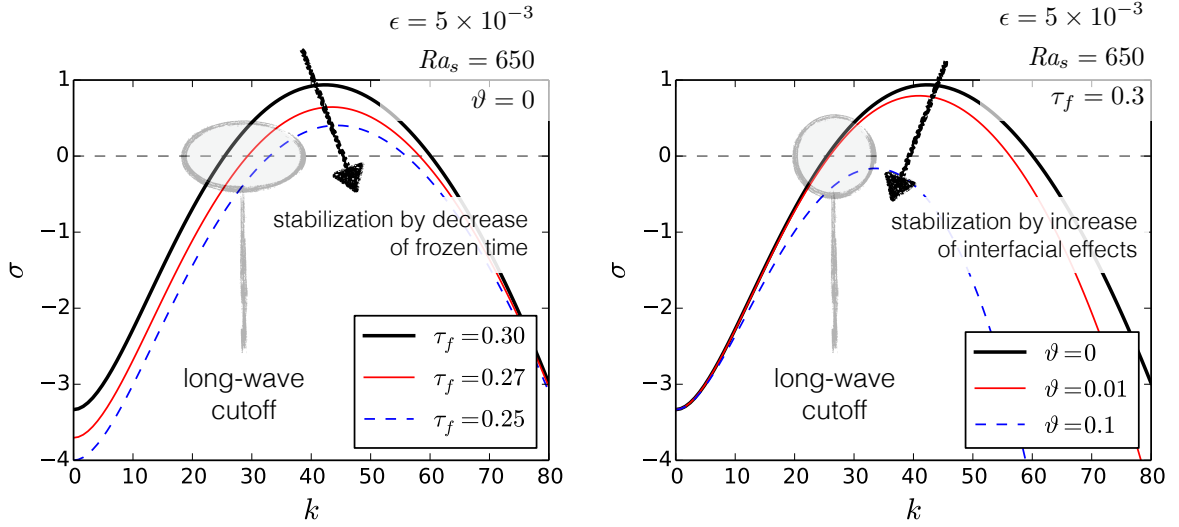 ϵ = 5 × 10⁻³
Ra_s = 650
ϑ = 0
1
0
−1
−2
−3
−4
σ
stabilization by decrease
of frozen time
long-wave
cutoff
τ_f = 0.30
τ_f = 0.27
τ_f = 0.25
0 10 20 30 40 50 60 70 80
k
ϵ = 5 × 10⁻³
Ra_s = 650
τ_f = 0.3
1
0
−1
−2
−3
−4
σ
stabilization by increase
of interfacial effects
long-wave
cutoff
ϑ = 0
ϑ = 0.01
ϑ = 0.1
0 10 20 30 40 50 60 70 80
k